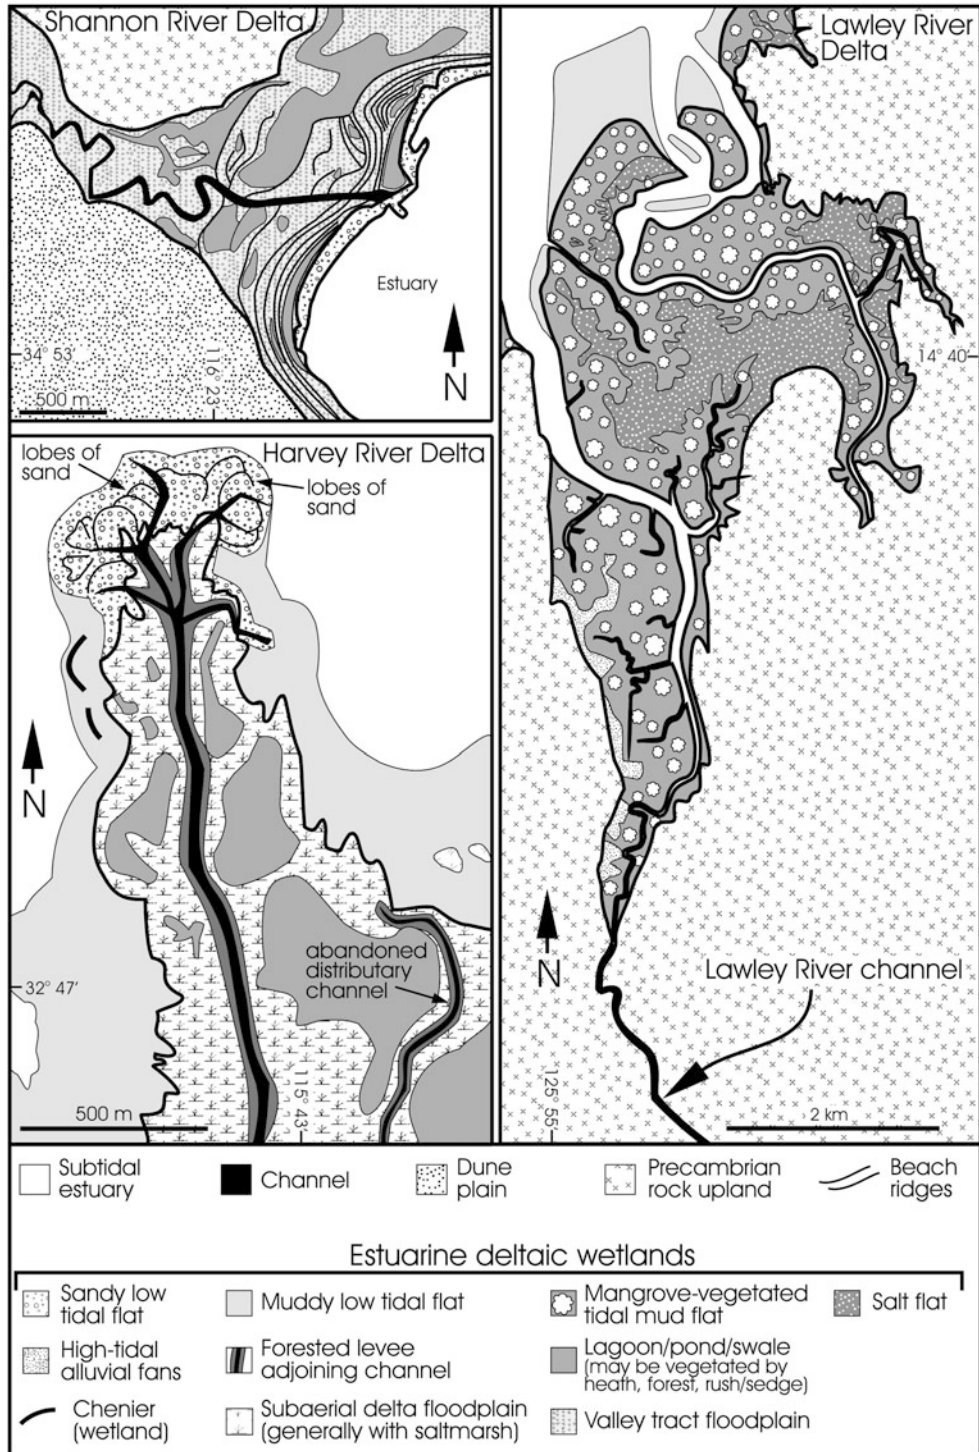 Shannon River Delta
Estuary
N
34° 53'
116° 23'
500 m
Lawley River
Delta
14° 40'
N
Lawley River channel
125° 55'
2 km
Harvey River Delta
lobes of
sand
lobes of
sand
N
abandoned
distributary
channel
32° 47'
115° 43'
500 m
Subtidal
estuary
Channel
Dune
plain
Precambrian
rock upland
Beach
ridges
Estuarine deltaic wetlands
Sandy low
tidal flat
Muddy low tidal flat
Mangrove-vegetated
tidal mud flat
Salt flat
High-tidal
alluvial fans
Forested levee
adjoining channel
Lagoon/pond/swale
(may be vegetated by
heath, forest, rush/sedge)
Chenier
(wetland)
Subaerial delta floodplain
(generally with saltmarsh)
Valley tract floodplain